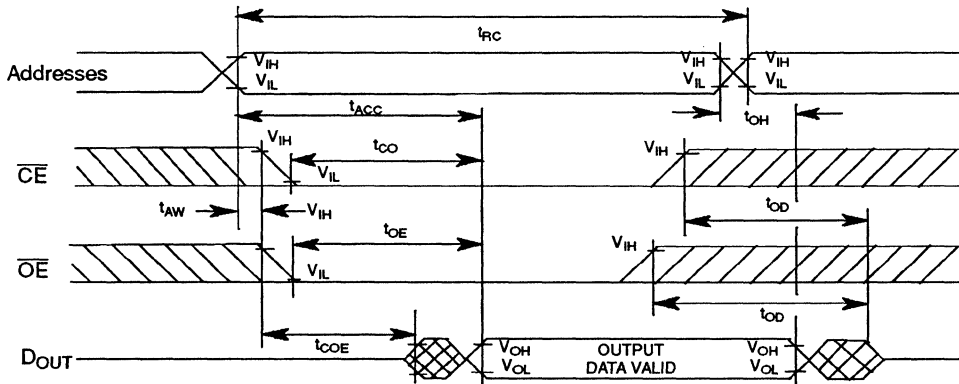 tRC
Addresses
VIH
VIL
VIH
VIL
VIH
VIL
tACC
tOH
CE
VIH
tCO
VIL
VIH
tAW
VIH
tOD
OE
tOE
VIL
VIH
tOD
tCOE
DOUT
VOH
VOL
OUTPUT
DATA VALID
VOH
VOL